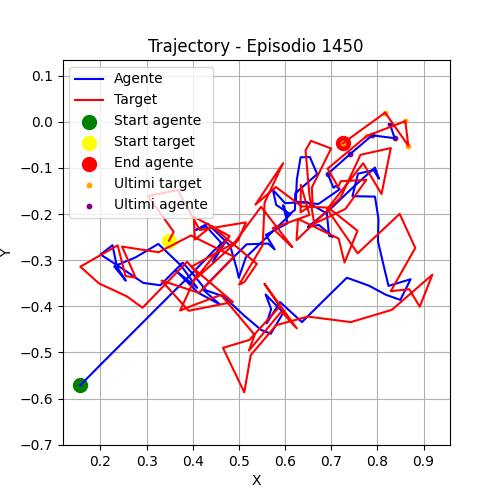 Trajectory - Episodio 1450
Agente
Target
Start agente
Start target
End agente
Ultimi target
Ultimi agente
0.1
0.0
−0.1
−0.2
−0.3
−0.4
−0.5
−0.6
−0.7
Y
0.2 0.3 0.4 0.5 0.6 0.7 0.8 0.9
X